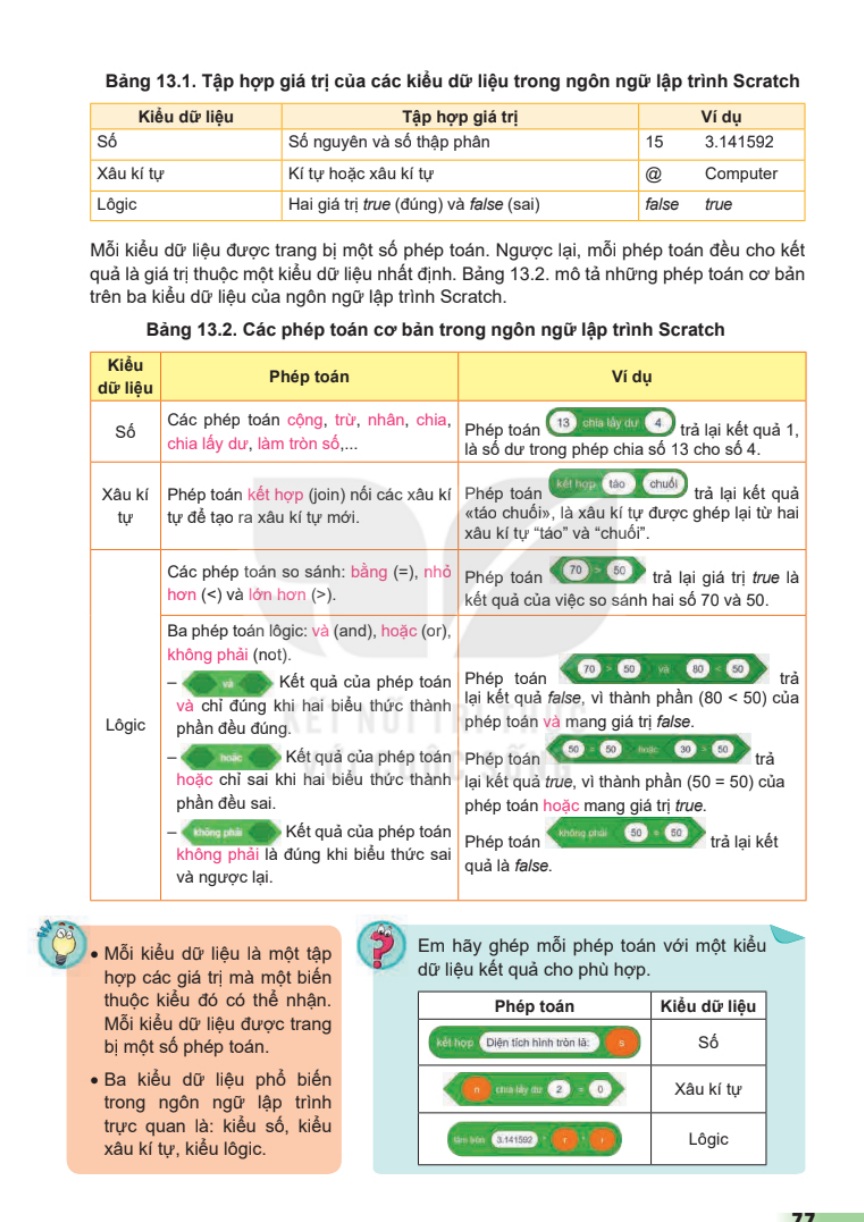 Bảng 13.1. Tập hợp giá trị của các kiểu dữ liệu trong ngôn ngữ lập trình Scratch
Kiểu dữ liệu Tập hợp giá trị Ví dụ
Số Số nguyên và số thập phân 15 3.141592
Xâu kí tự Kí tự hoặc xâu kí tự @ Computer
Lôgic Hai giá trị true (đúng) và false (sai) false true
Mỗi kiểu dữ liệu được trang bị một số phép toán. Ngược lại, mỗi phép toán đều cho kết
quả là giá trị thuộc một kiểu dữ liệu nhất định. Bảng 13.2. mô tả những phép toán cơ bản
trên ba kiểu dữ liệu của ngôn ngữ lập trình Scratch.
Bảng 13.2. Các phép toán cơ bản trong ngôn ngữ lập trình Scratch
Kiểu
dữ liệu
Phép toán
Ví dụ
Số
Các phép toán cộng, trừ, nhân, chia,
chia lấy dư, làm tròn số,...
Phép toán 13 chia lấy dư 4 trả lại kết quả 1,
là số dư trong phép chia số 13 cho số 4.
Xâu kí
tự
Phép toán kết hợp (join) nối các xâu kí
tự để tạo ra xâu kí tự mới.
Phép toán kết hợp táo chuối trả lại kết quả
«táo chuối», là xâu kí tự được ghép lại từ hai
xâu kí tự “táo” và “chuối”.
Lôgic
Các phép toán so sánh: bằng (=), nhỏ
hơn (<) và lớn hơn (>).
Phép toán 70 > 50 trả lại giá trị true là
kết quả của việc so sánh hai số 70 và 50.
Ba phép toán lôgic: và (and), hoặc (or),
không phải (not).
– và Kết quả của phép toán
và chỉ đúng khi hai biểu thức thành
phần đều đúng.
– hoặc Kết quả của phép toán
hoặc chỉ sai khi hai biểu thức thành
phần đều sai.
– không phải Kết quả của phép toán
không phải là đúng khi biểu thức sai
và ngược lại.
Phép toán 70 > 50 và 80 < 50 trả
lại kết quả false, vì thành phần (80 < 50) của
phép toán và mang giá trị false.
Phép toán 50 = 50 hoặc 30 > 50 trả
lại kết quả true, vì thành phần (50 = 50) của
phép toán hoặc mang giá trị true.
Phép toán không phải 50 = 50 trả lại kết
quả là false.
KẾT NỐI TRI THỨC
VỚI CUỘC SỐNG
• Mỗi kiểu dữ liệu là một tập
hợp các giá trị mà một biến
thuộc kiểu đó có thể nhận.
Mỗi kiểu dữ liệu được trang
bị một số phép toán.
• Ba kiểu dữ liệu phổ biến
trong ngôn ngữ lập trình
trực quan là: kiểu số, kiểu
xâu kí tự, kiểu lôgic.
Em hãy ghép mỗi phép toán với một kiểu
dữ liệu kết quả cho phù hợp.
Phép toán Kiểu dữ liệu
kết hợp Diện tích hình tròn là: s Số
n chia lấy dư 2 = 0 Xâu kí tự
làm tròn 3.141592 * r * r Lôgic
77